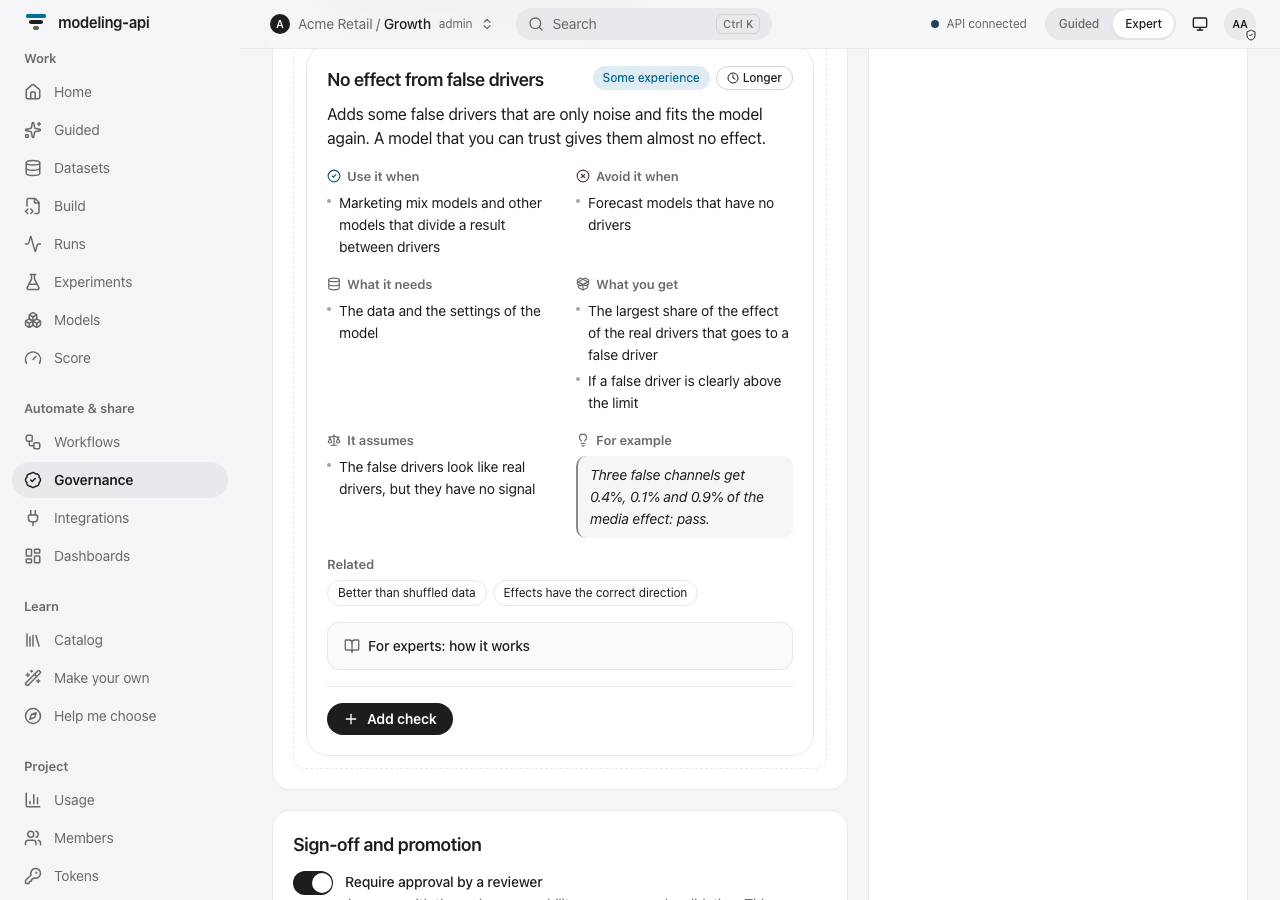 modeling-api
A Acme Retail / Growth admin
Search Ctrl K
API connected
Guided Expert
AA
Work
Home
Guided
Datasets
Build
Runs
Experiments
Models
Score
Automate & share
Workflows
Governance
Integrations
Dashboards
Learn
Catalog
Make your own
Help me choose
Project
Usage
Members
Tokens
No effect from false drivers
Some experience
Longer
Adds some false drivers that are only noise and fits the model
again. A model that you can trust gives them almost no effect.
Use it when
Marketing mix models and other
models that divide a result
between drivers
Avoid it when
Forecast models that have no
drivers
What it needs
The data and the settings of the
model
What you get
The largest share of the effect
of the real drivers that goes to a
false driver
If a false driver is clearly above
the limit
It assumes
The false drivers look like real
drivers, but they have no signal
For example
Three false channels get
0.4%, 0.1% and 0.9% of the
media effect: pass.
Related
Better than shuffled data
Effects have the correct direction
For experts: how it works
Add check
Sign-off and promotion
Require approval by a reviewer